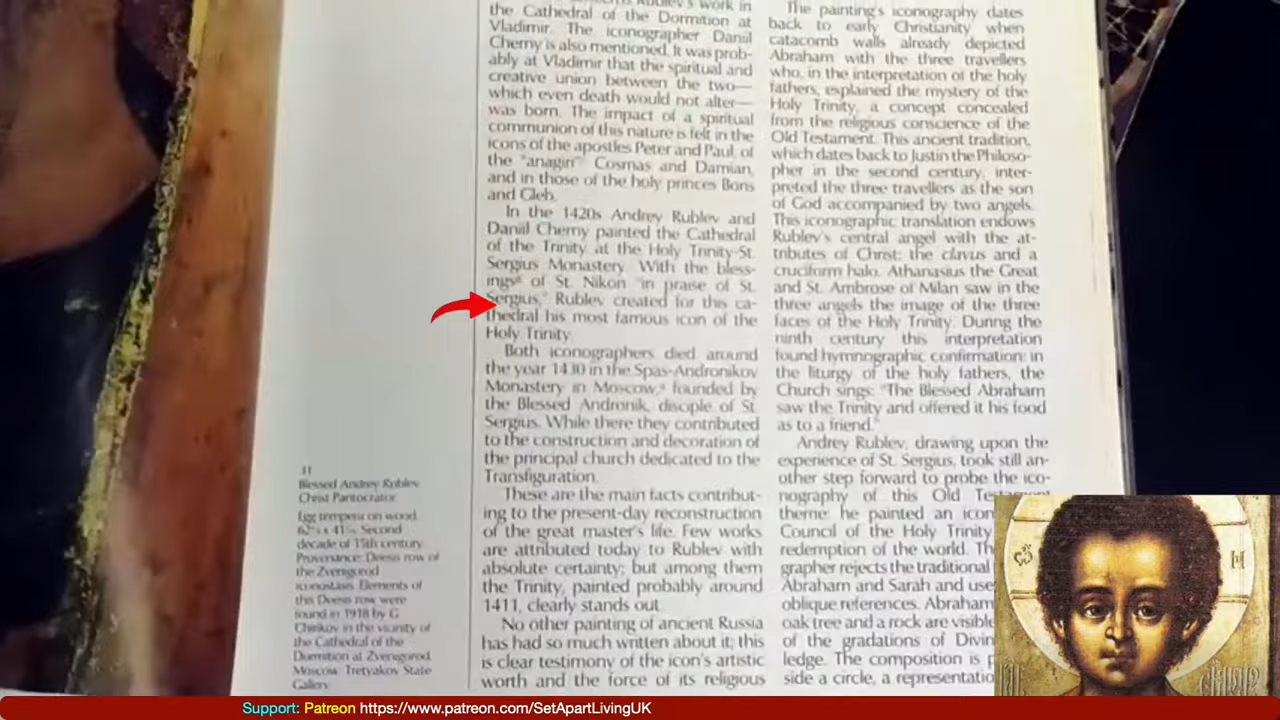 Rublev's work in
the Cathedral of the Dormition at
Vladimir. The iconographer Daniil
Cherny is also mentioned. It was prob-
ably at Vladimir that the spiritual and
creative union between the two—
which even death would not alter—
was born. The impact of a spiritual
communion of this nature is felt in the
icons of the apostles Peter and Paul, of
the "anagiri" Cosmas and Damian,
and in those of the holy princes Boris
and Gleb.
In the 1420s Andrey Rublev and
Daniil Cherny painted the Cathedral
of the Trinity at the Holy Trinity-St.
Sergius Monastery. With the bless-
ings of St. Nikon "in praise of St.
Sergius," Rublev created for this ca-
thedral his most famous icon of the
Holy Trinity.
Both iconographers died around
the year 1430 in the Spas-Andronikov
Monastery in Moscow, founded by
the Blessed Andronik, disciple of St.
Sergius. While there they contributed
to the construction and decoration of
the principal church dedicated to the
Transfiguration.
These are the main facts contribut-
ing to the present-day reconstruction
of the great master's life. Few works
are attributed today to Rublev with
absolute certainty; but among them
the Trinity, painted probably around
1411, clearly stands out.
No other painting of ancient Russia
has had so much written about it; this
is clear testimony of the icon's artistic
worth and the force of its religious
The painting's iconography dates
back to early Christianity when
catacomb walls already depicted
Abraham with the three travellers
who, in the interpretation of the holy
fathers, explained the mystery of the
Holy Trinity, a concept concealed
from the religious conscience of the
Old Testament. This ancient tradition,
which dates back to Justin the Philoso-
pher in the second century, inter-
preted the three travellers as the son
of God accompanied by two angels.
This iconographic translation endows
Rublev's central angel with the at-
tributes of Christ: the clavus and a
cruciform halo. Athanasius the Great
and St. Ambrose of Milan saw in the
three angels the image of the three
faces of the Holy Trinity. During the
ninth century this interpretation
found hymnographic confirmation: in
the liturgy of the holy fathers, the
Church sings: "The Blessed Abraham
saw the Trinity and offered it his food
as to a friend."
Andrey Rublev, drawing upon the
experience of St. Sergius, took still an-
other step forward to probe the ico-
nography of this Old Testament
theme: he painted an icon
Council of the Holy Trinity
redemption of the world. Th
grapher rejects the traditional
Abraham and Sarah and use
oblique references. Abraham
oak tree and a rock are visible
of the gradations of Divin
ledge. The composition is p
side a circle, a representatio
11
Blessed Andrey Rublev
Christ Pantocrator
Egg tempera on wood
Second
decade of 15th century
Provenance: Deesis row of
the Zvenigorod
iconostasis. Elements of
this Deesis row were
found in 1918 by G.
Chirikov in the vicinity of
the Cathedral of the
Dormition at Zvenigorod.
Moscow. Tretyakov State
Gallery
Support: Patreon https://www.patreon.com/SetApartLivingUK